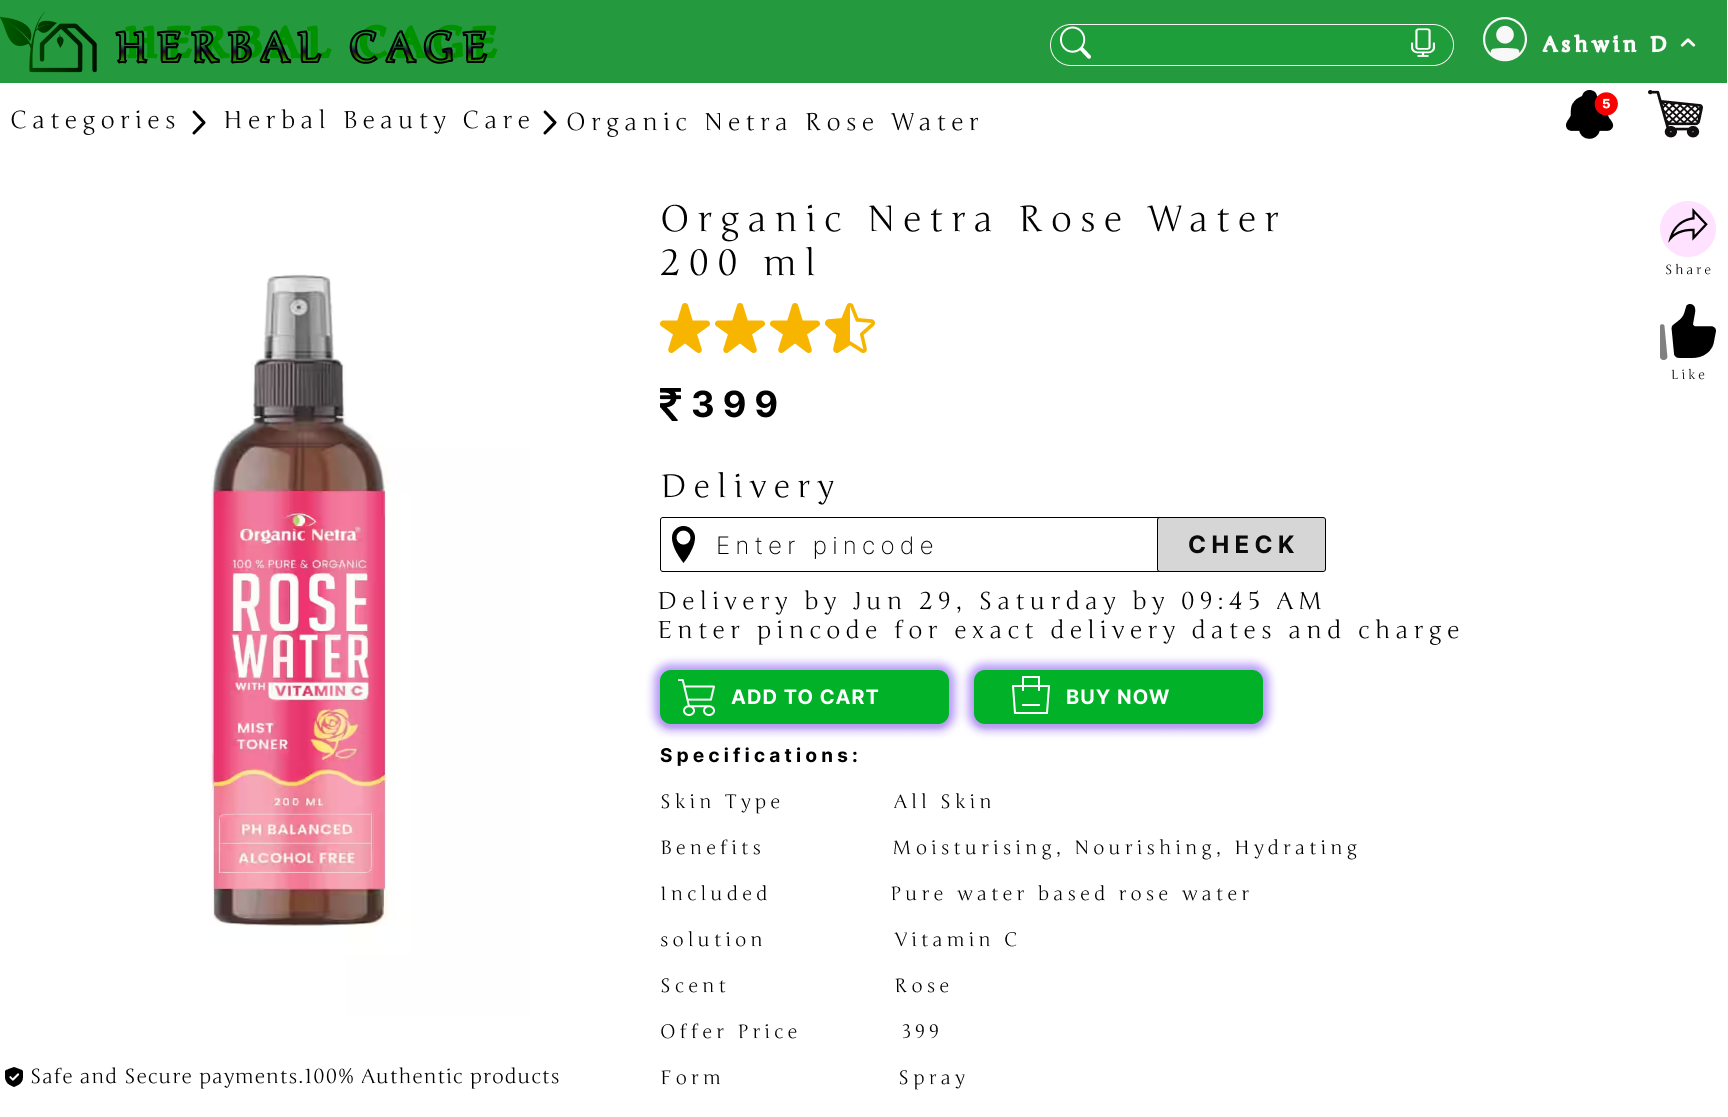 HERBAL CAGE
Ashwin D
Categories
Herbal Beauty Care
Organic Netra Rose Water
5
Organic Netra Rose Water
200 ml
Share
Like
₹399
Delivery
Enter pincode
CHECK
Delivery by Jun 29, Saturday by 09:45 AM
Enter pincode for exact delivery dates and charge
ADD TO CART
BUY NOW
Specifications:
Skin Type All Skin
Benefits Moisturising, Nourishing, Hydrating
Included Pure water based rose water
solution Vitamin C
Scent Rose
Offer Price 399
Form Spray
Organic Netra®
100 % PURE & ORGANIC
ROSE
WATER
WITH VITAMIN C
MIST
TONER
200 ML
PH BALANCED
ALCOHOL FREE
Safe and Secure payments.100% Authentic products